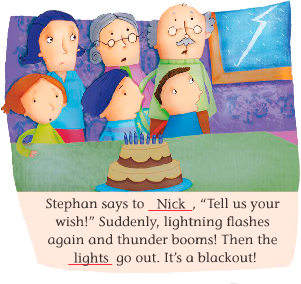 Stephan says to Nick, “Tell us your
wish!” Suddenly, lightning flashes
again and thunder booms! Then the
lights go out. It’s a blackout!